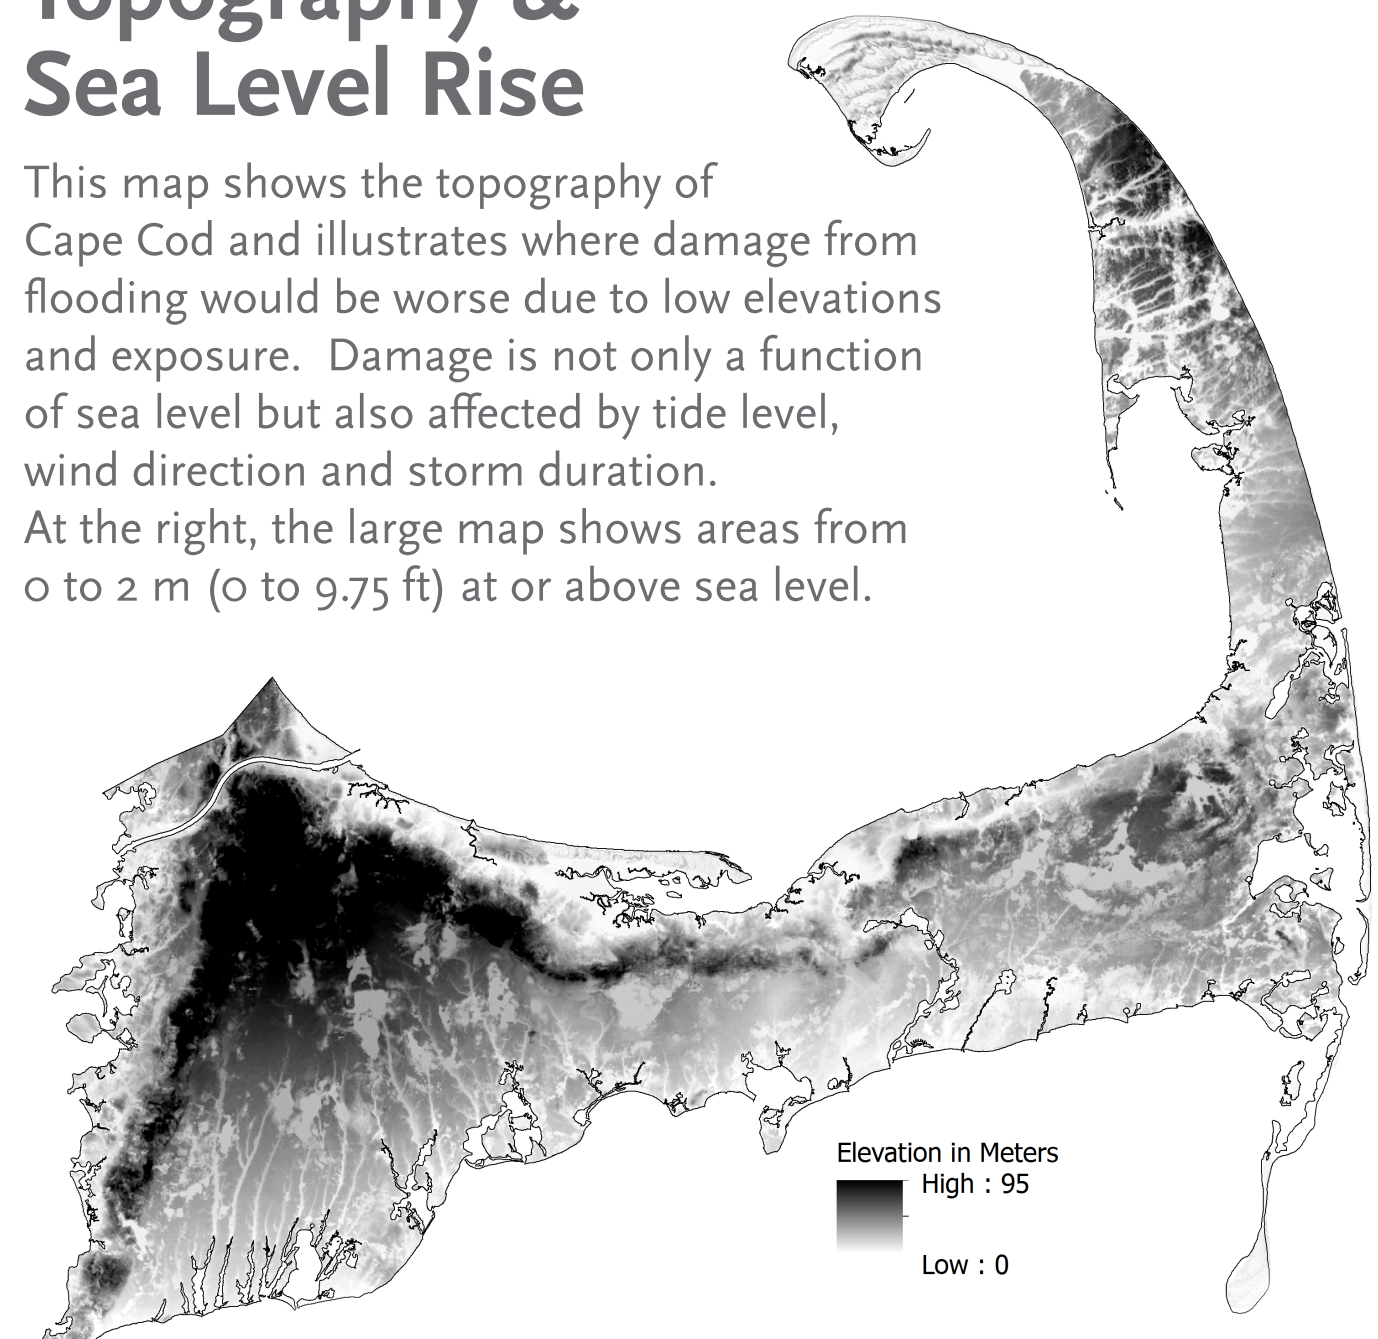 Topography &
Sea Level Rise
This map shows the topography of
Cape Cod and illustrates where damage from
flooding would be worse due to low elevations
and exposure.  Damage is not only a function
of sea level but also affected by tide level,
wind direction and storm duration.
At the right, the large map shows areas from
0 to 2 m (0 to 9.75 ft) at or above sea level.
Elevation in Meters
High : 95
Low : 0